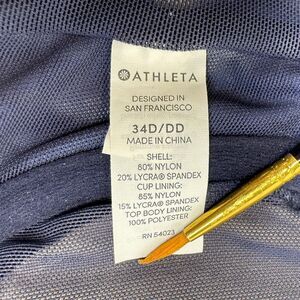 ATHLETA
DESIGNED IN
SAN FRANCISCO
34D/DD
MADE IN CHINA
SHELL:
80% NYLON
20% LYCRA® SPANDEX
CUP LINING:
85% NYLON
15% LYCRA® SPANDEX
TOP BODY LINING:
100% POLYESTER
RN 54023